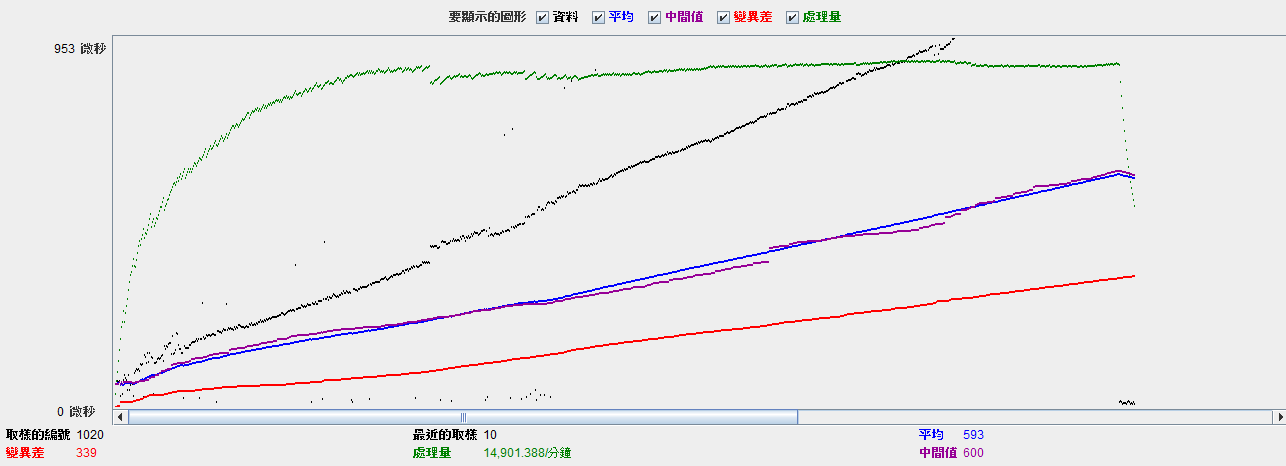 要顯示的圖形 資料 平均 中間值 變異差 處理量
953 微秒
0 微秒
取樣的編號 1020 最近的取樣 10 平均 593
變異差 339 處理量 14,901.388/分鐘 中間值 600